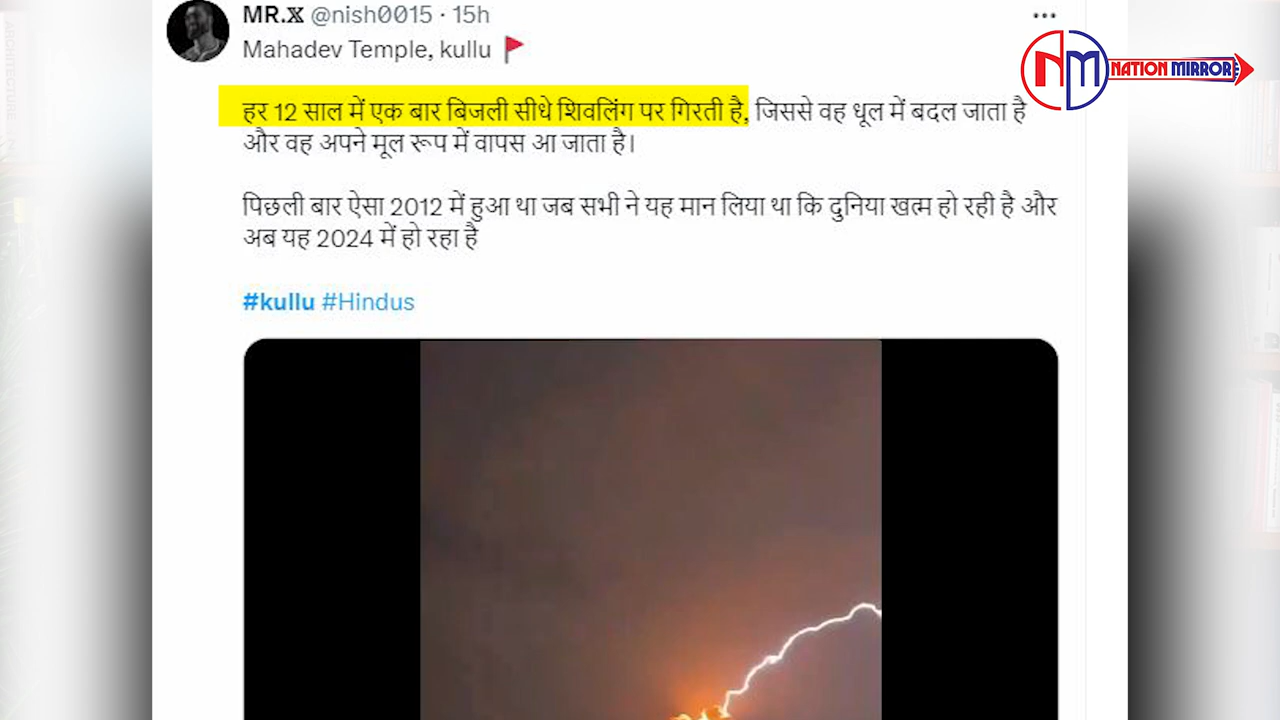 MR.𝕏 @nish0015 · 15h
Mahadev Temple, kullu 🚩
NATION MIRROR
हर 12 साल में एक बार बिजली सीधे शिवलिंग पर गिरती है, जिससे वह धूल में बदल जाता है
और वह अपने मूल रूप में वापस आ जाता है।
पिछली बार ऐसा 2012 में हुआ था जब सभी ने यह मान लिया था कि दुनिया खत्म हो रही है और
अब यह 2024 में हो रहा है
#kullu #Hindus